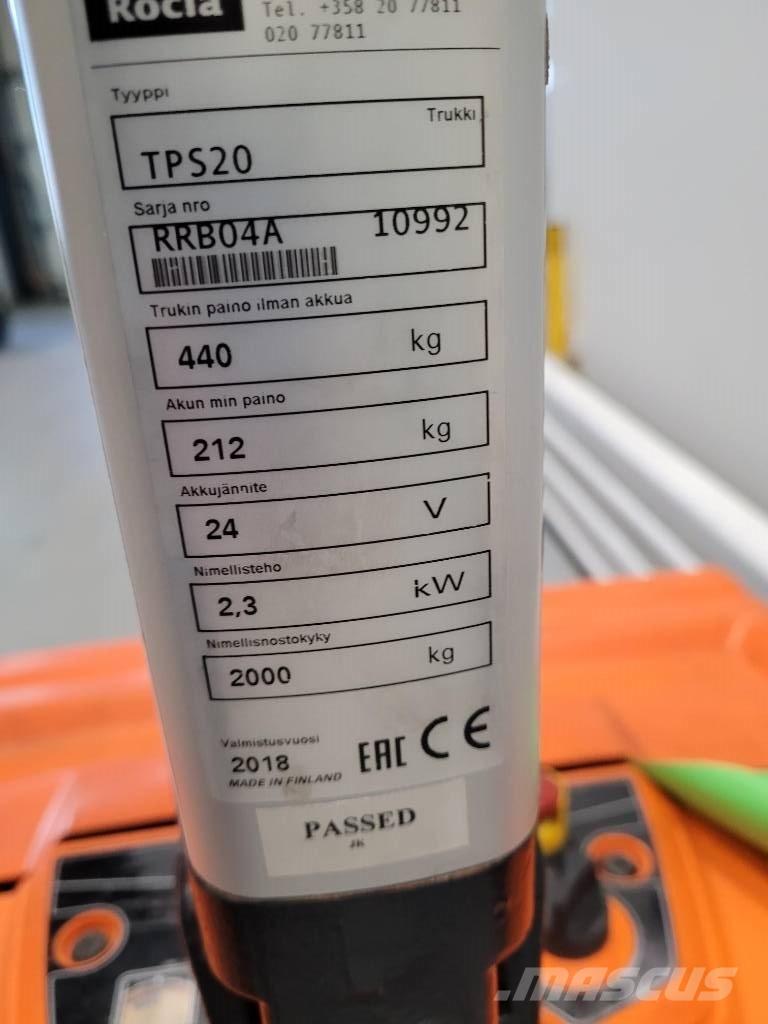 Rocla
Tel. +358 20 77811
020 77811
Tyyppi
Trukki
TPS20
Sarja nro
RRB04A 10992
Trukin paino ilman akkua
440 kg
Akun min paino
212 kg
Akkujännite
24 V
Nimellisteho
2,3 kW
Nimellisnostokyky
2000 kg
Valmistusvuosi
2018
MADE IN FINLAND
EAC CE
PASSED
JK
MASCUS